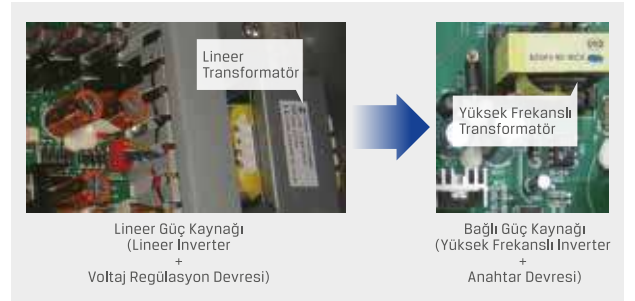 Lineer
Transformatör
Yüksek Frekanslı
Transformatör
Lineer Güç Kaynağı
(Lineer İnverter
+
Voltaj Regülasyon Devresi)
Bağlı Güç Kaynağı
(Yüksek Frekanslı İnverter
+
Anahtar Devresi)